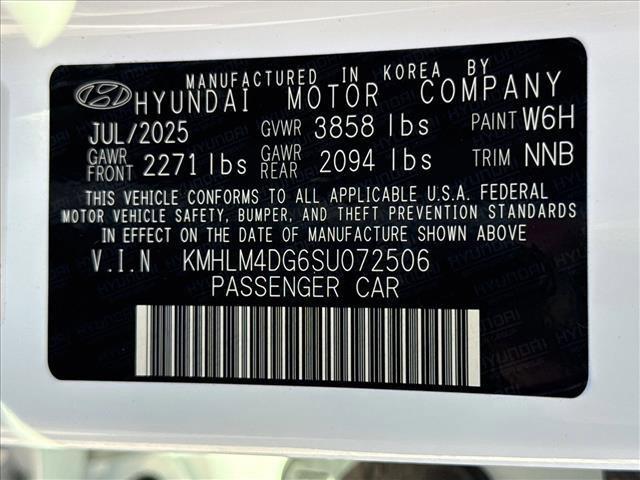 MANUFACTURED IN KOREA BY
HYUNDAI MOTOR COMPANY
JUL/2025 GVWR 3858 lbs PAINT W6H
GAWR FRONT 2271 lbs GAWR REAR 2094 lbs TRIM NNB
THIS VEHICLE CONFORMS TO ALL APPLICABLE U.S.A. FEDERAL
MOTOR VEHICLE SAFETY, BUMPER, AND THEFT PREVENTION STANDARDS
IN EFFECT ON THE DATE OF MANUFACTURE SHOWN ABOVE
V.I.N KMHLM4DG6SU072506
PASSENGER CAR